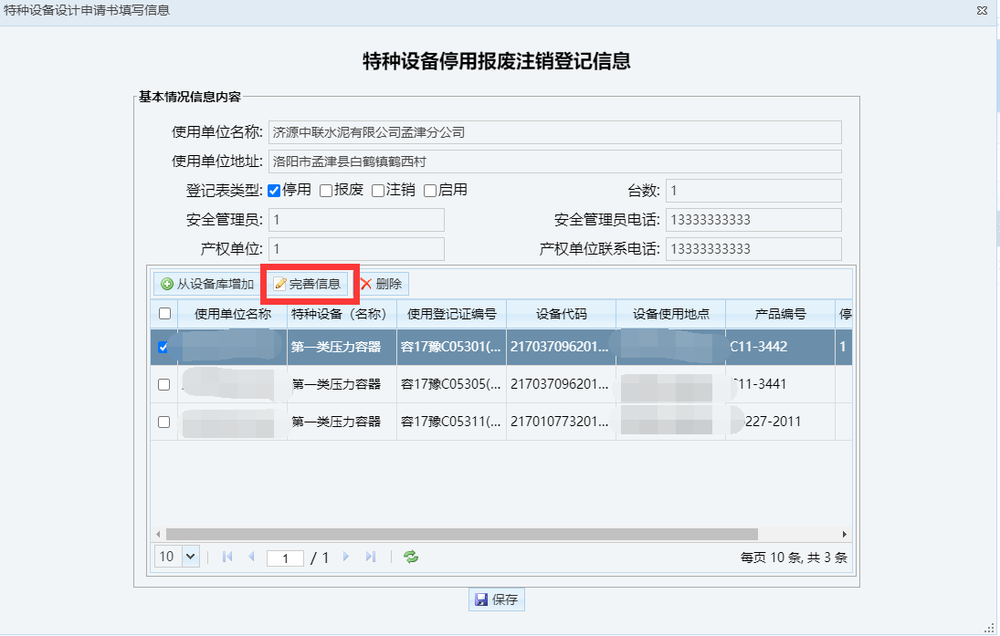 特种设备设计申请书填写信息
特种设备停用报废注销登记信息
基本情况信息内容
使用单位名称: 济源中联水泥有限公司孟津分公司
使用单位地址: 洛阳市孟津县白鹤镇鹤西村
登记表类型: 停用 报废 注销 启用 台数: 1
安全管理员: 1 安全管理员电话: 13333333333
产权单位: 1 产权单位联系电话: 13333333333
从设备库增加 完善信息 删除
使用单位名称 特种设备（名称） 使用登记证编号 设备代码 设备使用地点 产品编号 停
第一类压力容器 容17豫C05301(... 217037096201... C11-3442 1
第一类压力容器 容17豫C05305(... 217037096201... 11-3441
第一类压力容器 容17豫C05311(... 217010773201... 227-2011
10 1 / 1 每页 10 条, 共 3 条
保存